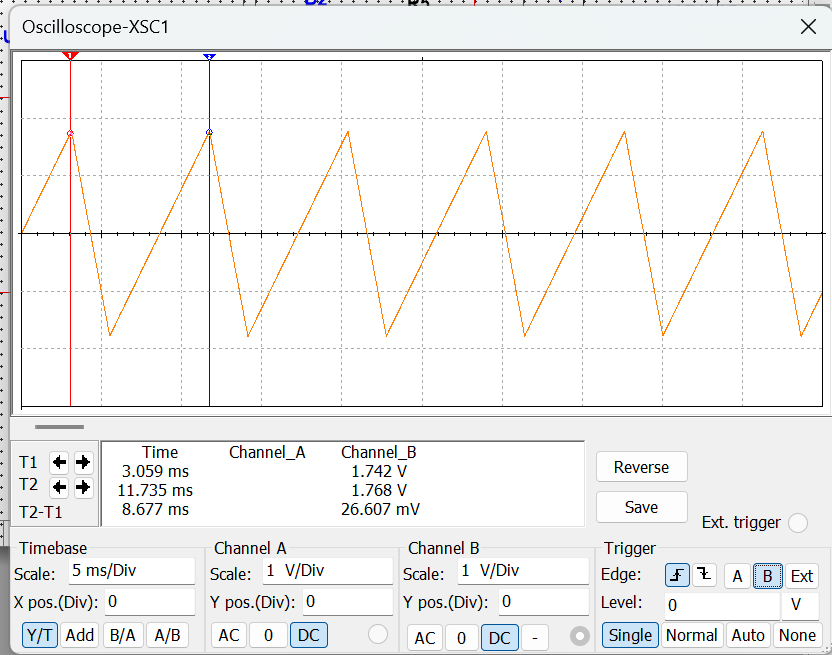 Oscilloscope-XSC1
1 2
Time Channel_A Channel_B
T1 3.059 ms 1.742 V
T2 11.735 ms 1.768 V
T2-T1 8.677 ms 26.607 mV
Reverse
Save
Ext. trigger
Timebase
Scale: 5 ms/Div
X pos.(Div): 0
Y/T Add B/A A/B
Channel A
Scale: 1 V/Div
Y pos.(Div): 0
AC 0 DC
Channel B
Scale: 1 V/Div
Y pos.(Div): 0
AC 0 DC -
Trigger
Edge: A B Ext
Level: 0 V
Single Normal Auto None